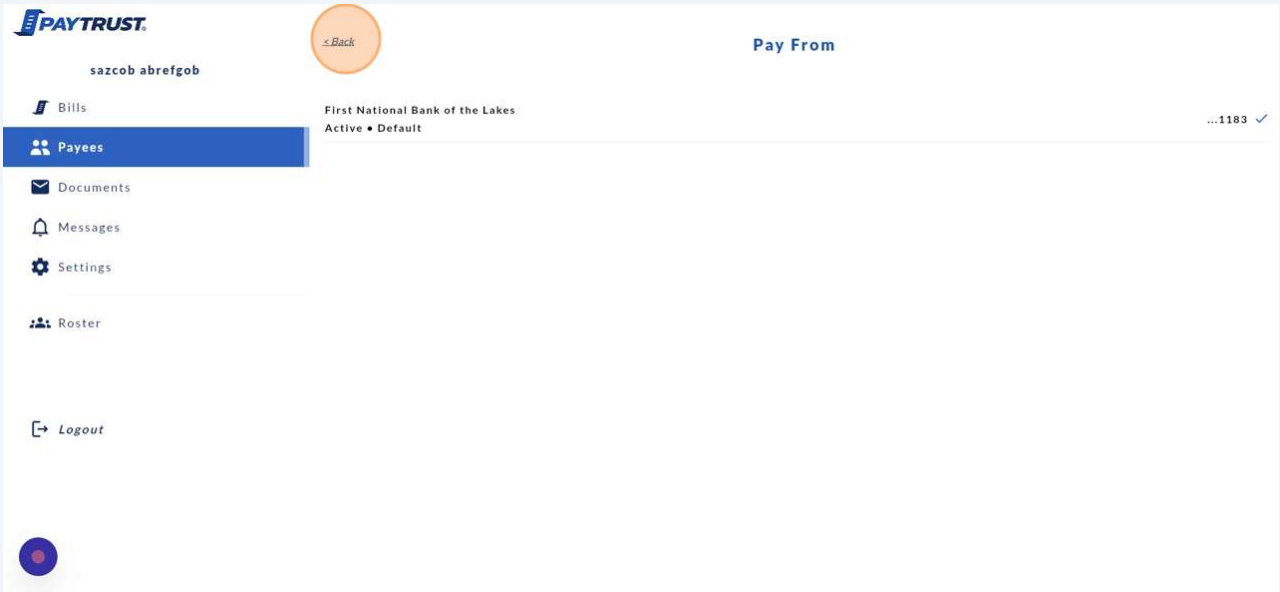 PAYTRUST.
sazcob abrefgob
Bills
Payees
Documents
Messages
Settings
Roster
Logout
< Back
Pay From
First National Bank of the Lakes
Active • Default
...1183